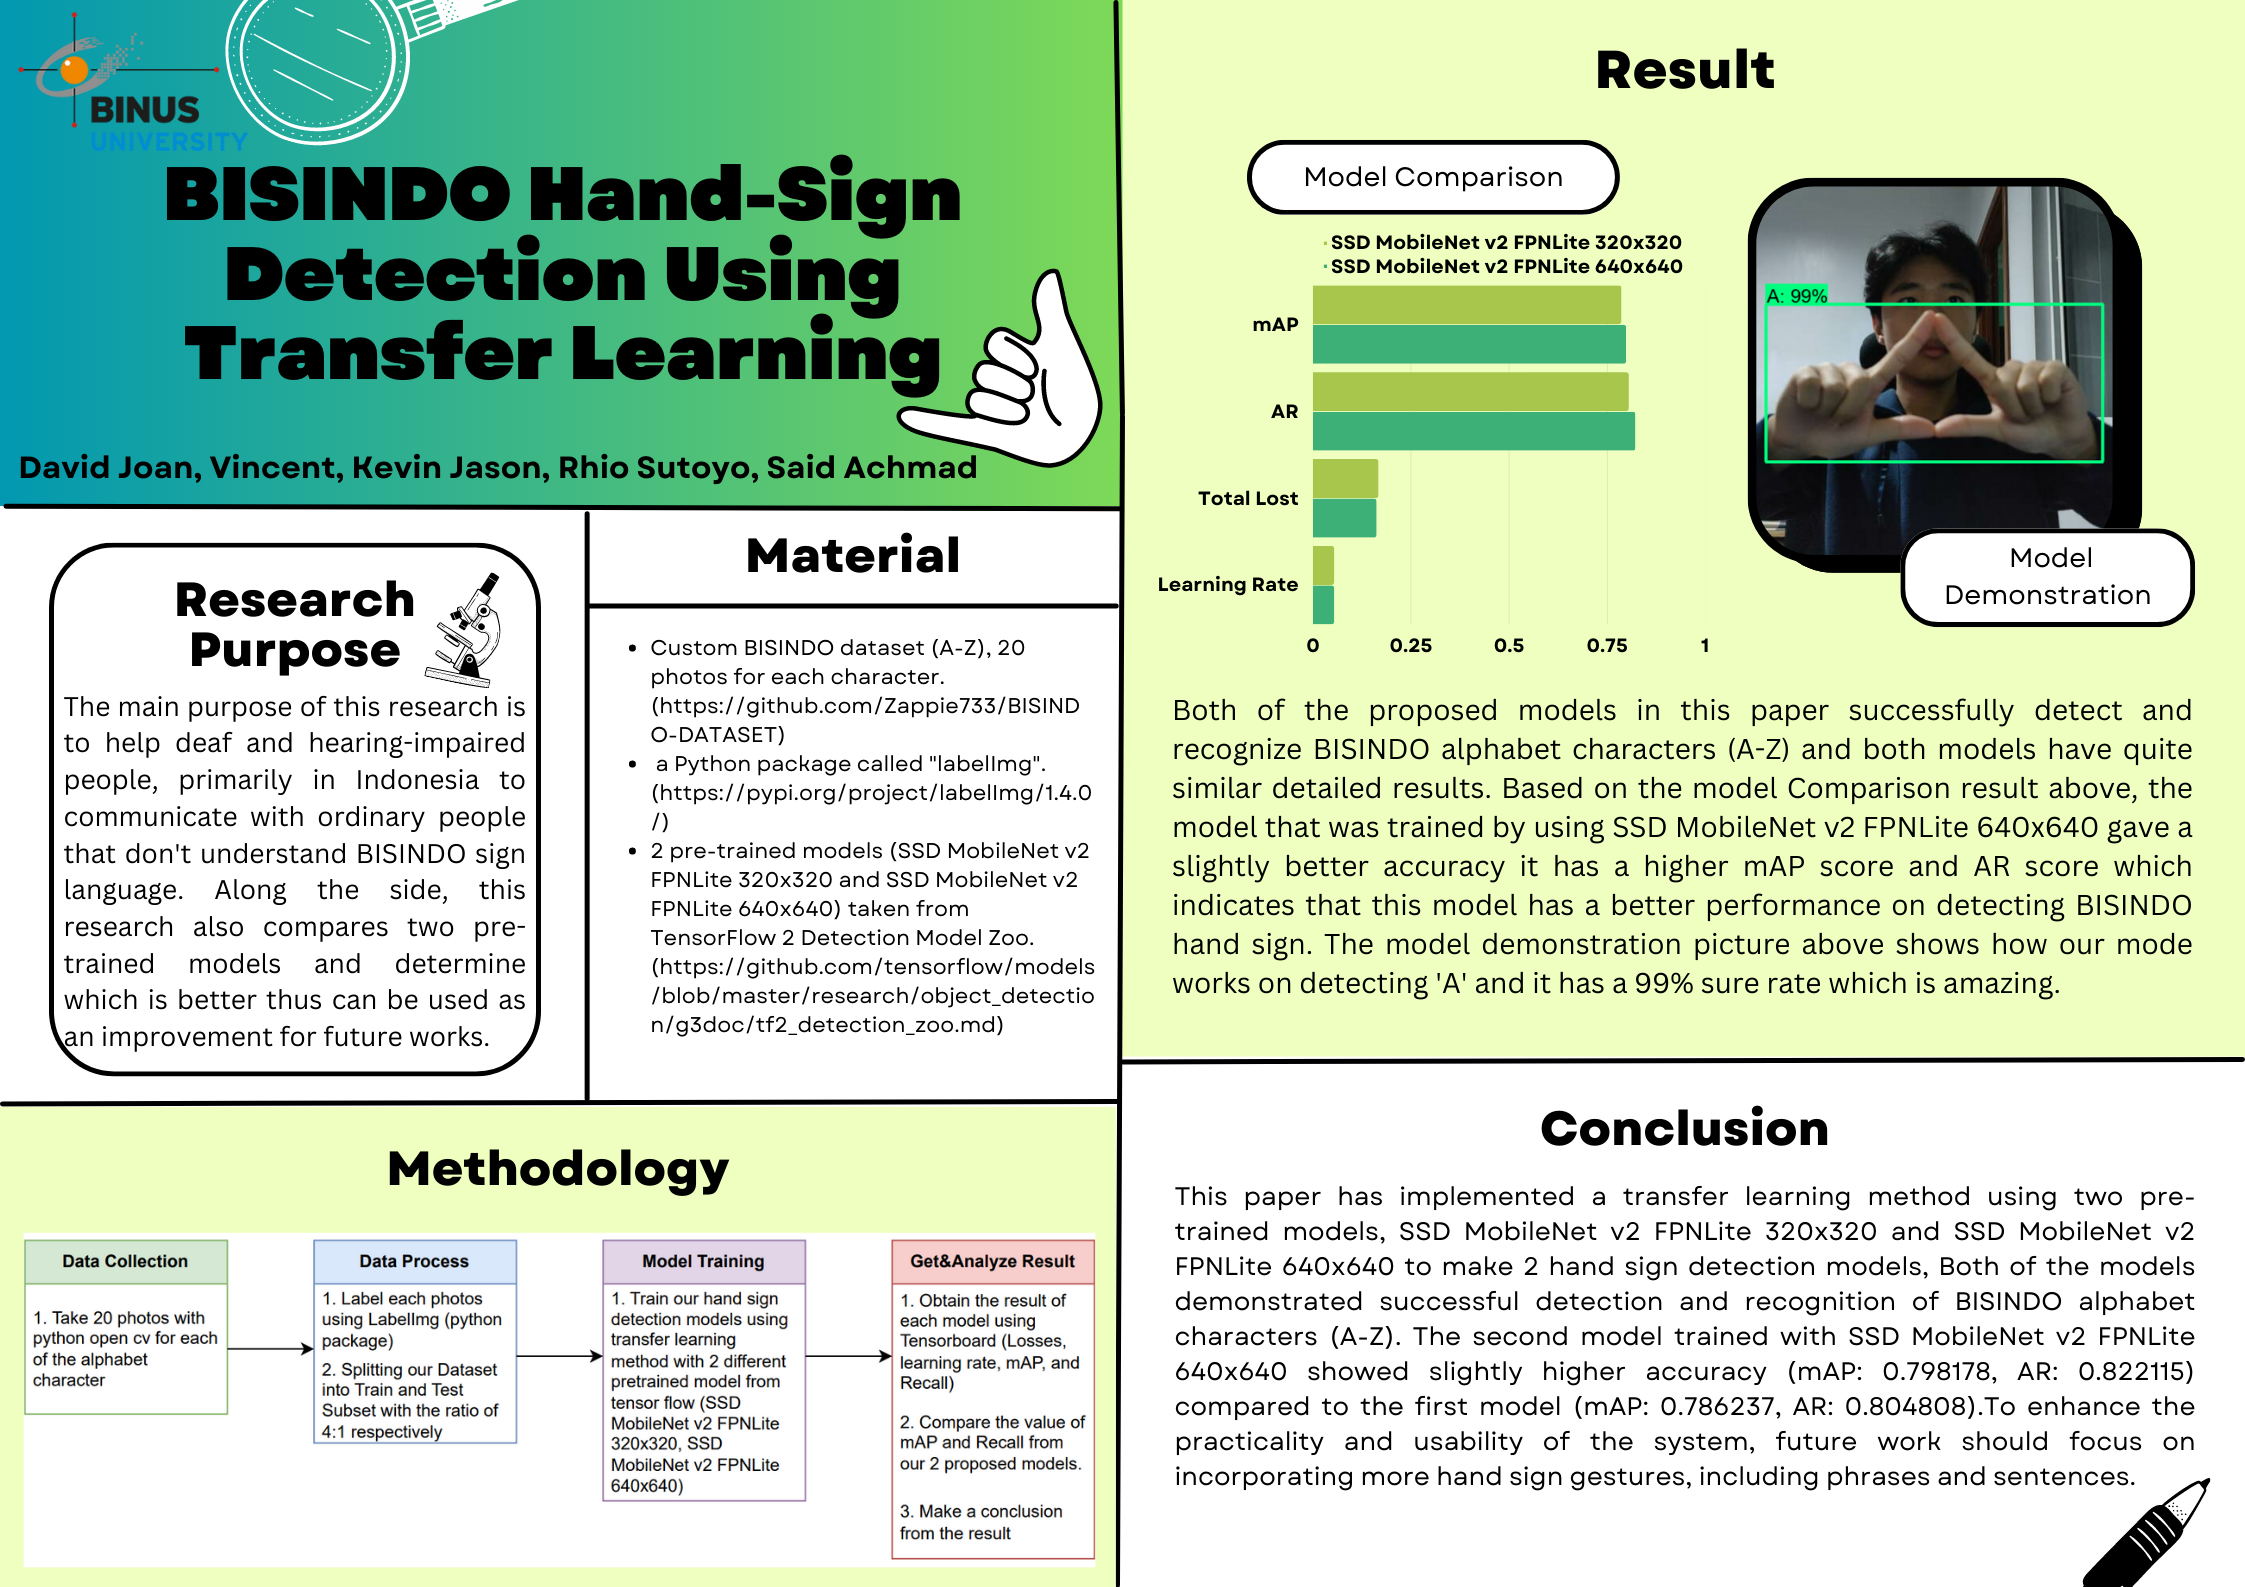 BINUS
UNIVERSITY
BISINDO Hand-Sign
Detection Using
Transfer Learning
David Joan, Vincent, Kevin Jason, Rhio Sutoyo, Said Achmad
Research
Purpose
The main purpose of this research is
to help deaf and hearing-impaired
people, primarily in Indonesia to
communicate with ordinary people
that don't understand BISINDO sign
language. Along the side, this
research also compares two pre-
trained models and determine
which is better thus can be used as
an improvement for future works.
Material
• Custom BISINDO dataset (A-Z), 20
photos for each character.
(https://github.com/Zappie733/BISIND
O-DATASET)
• a Python package called "labelImg".
(https://pypi.org/project/labelImg/1.4.0
/)
• 2 pre-trained models (SSD MobileNet v2
FPNLite 320x320 and SSD MobileNet v2
FPNLite 640x640) taken from
TensorFlow 2 Detection Model Zoo.
(https://github.com/tensorflow/models
/blob/master/research/object_detectio
n/g3doc/tf2_detection_zoo.md)
Methodology
Data Collection
1. Take 20 photos with
python open cv for each
of the alphabet
character
Data Process
1. Label each photos
using LabelImg (python
package)
2. Splitting our Dataset
into Train and Test
Subset with the ratio of
4:1 respectively
Model Training
1. Train our hand sign
detection models using
transfer learning
method with 2 different
pretrained model from
tensor flow (SSD
MobileNet v2 FPNLite
320x320, SSD
MobileNet v2 FPNLite
640x640)
Get&Analyze Result
1. Obtain the result of
each model using
Tensorboard (Losses,
learning rate, mAP, and
Recall)
2. Compare the value of
mAP and Recall from
our 2 proposed models.
3. Make a conclusion
from the result
Result
Model Comparison
SSD MobileNet v2 FPNLite 320x320
SSD MobileNet v2 FPNLite 640x640
mAP
AR
Total Lost
Learning Rate
0 0.25 0.5 0.75 1
A: 99%
Model
Demonstration
Both of the proposed models in this paper successfully detect and
recognize BISINDO alphabet characters (A-Z) and both models have quite
similar detailed results. Based on the model Comparison result above, the
model that was trained by using SSD MobileNet v2 FPNLite 640x640 gave a
slightly better accuracy it has a higher mAP score and AR score which
indicates that this model has a better performance on detecting BISINDO
hand sign. The model demonstration picture above shows how our mode
works on detecting 'A' and it has a 99% sure rate which is amazing.
Conclusion
This paper has implemented a transfer learning method using two pre-
trained models, SSD MobileNet v2 FPNLite 320x320 and SSD MobileNet v2
FPNLite 640x640 to make 2 hand sign detection models, Both of the models
demonstrated successful detection and recognition of BISINDO alphabet
characters (A-Z). The second model trained with SSD MobileNet v2 FPNLite
640x640 showed slightly higher accuracy (mAP: 0.798178, AR: 0.822115)
compared to the first model (mAP: 0.786237, AR: 0.804808).To enhance the
practicality and usability of the system, future work should focus on
incorporating more hand sign gestures, including phrases and sentences.